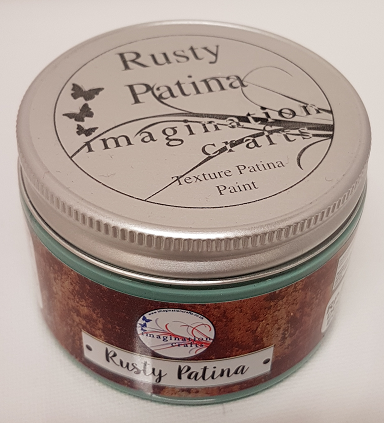 Rusty
Patina
imagination
crafts
Texture Patina
Paint
imagination
crafts
Rusty Patina